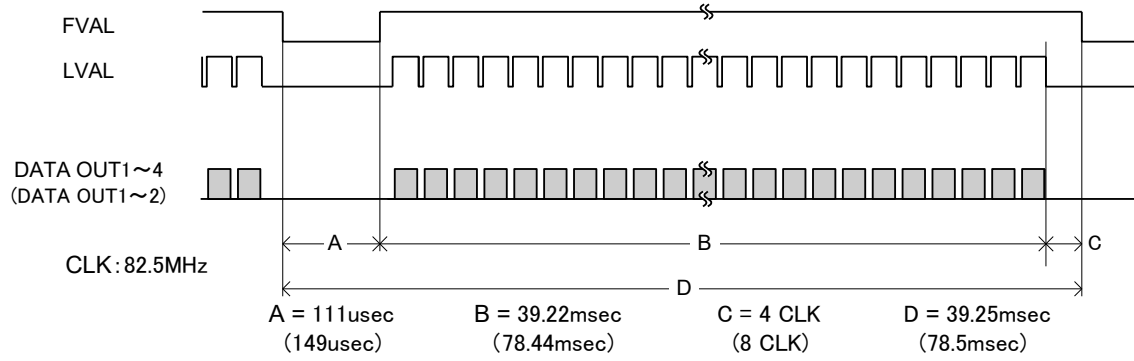 FVAL
LVAL
DATA OUT1～4
(DATA OUT1～2)
A
B
C
CLK：82.5MHz
D
A = 111usec
B = 39.22msec
C = 4 CLK
D = 39.25msec
(149usec)
(78.44msec)
(8 CLK)
(78.5msec)